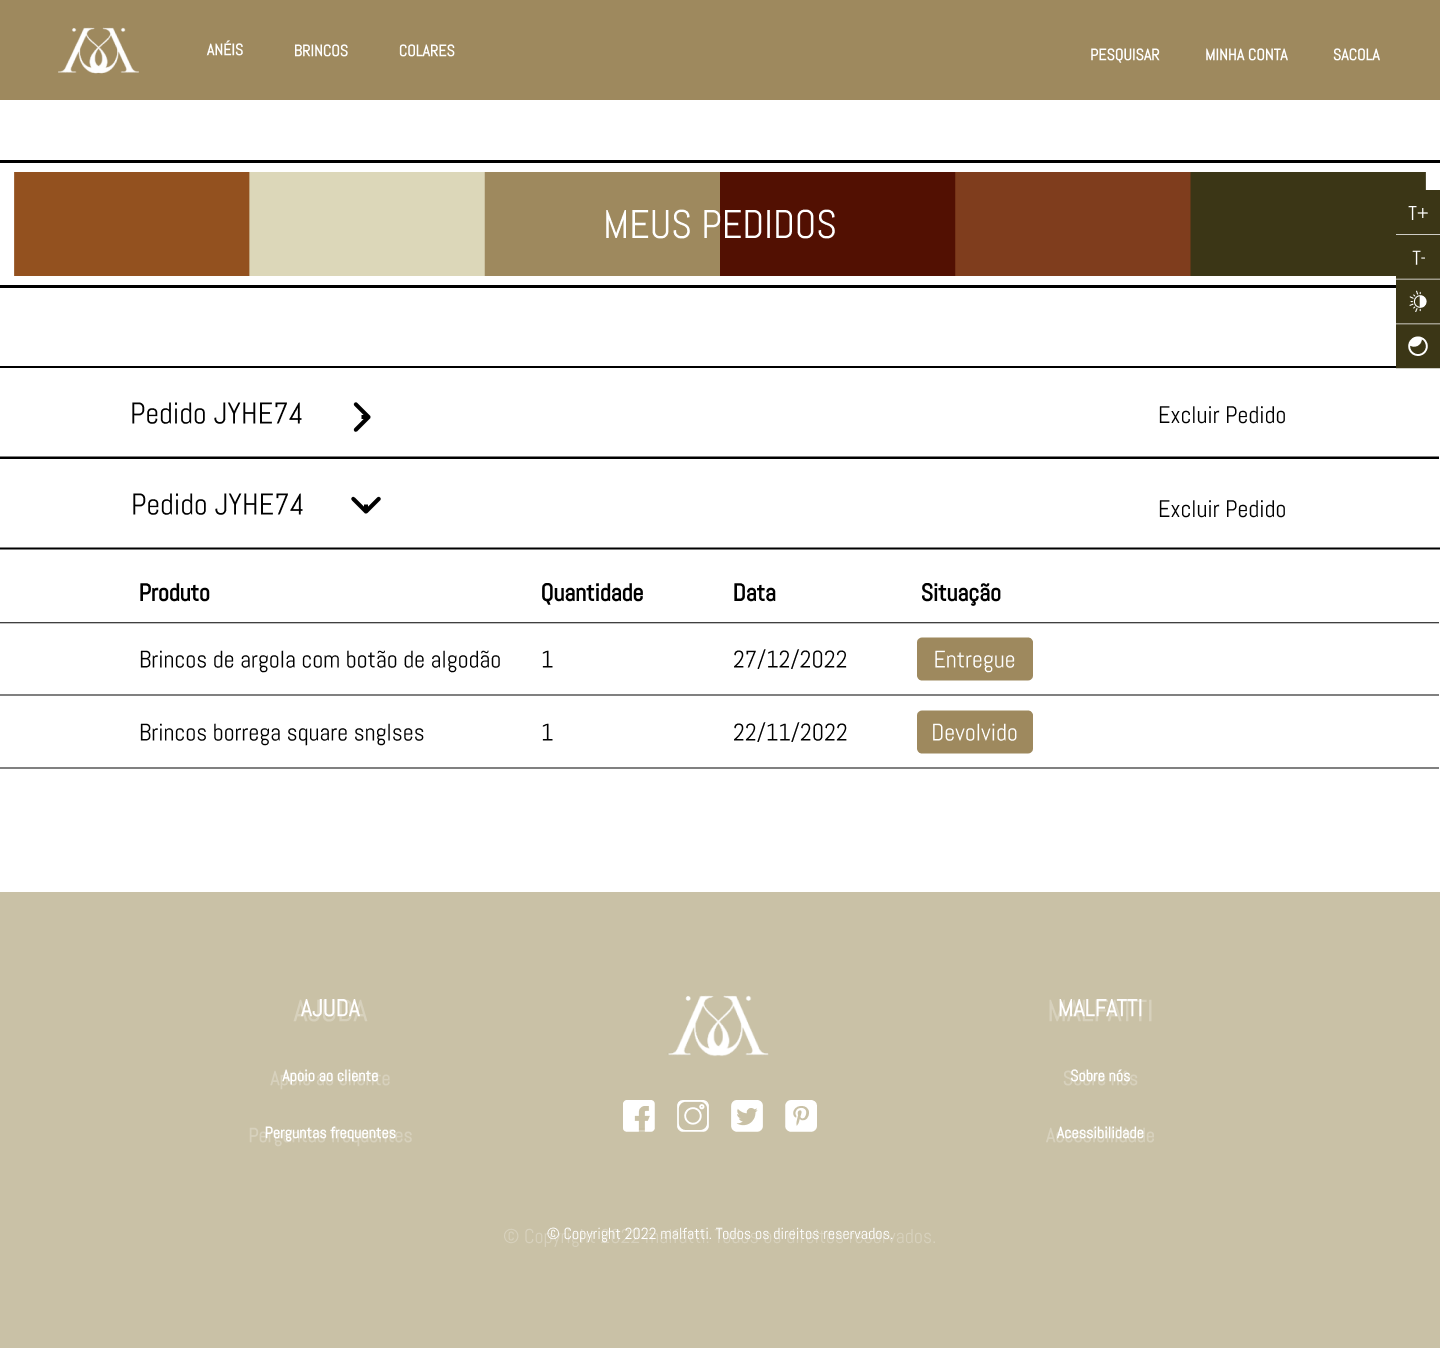 ANÉIS BRINCOS COLARES PESQUISAR MINHA CONTA SACOLA
MEUS PEDIDOS
T+
T-
Pedido JYHE74 Excluir Pedido
Pedido JYHE74 Excluir Pedido
Produto Quantidade Data Situação
Brincos de argola com botão de algodão 1 27/12/2022 Entregue
Brincos borrega square snglses 1 22/11/2022 Devolvido
AJUDA MALFATTI
Apoio ao cliente Sobre nós
Perguntas frequentes Acessibilidade
© Copyright 2022 malfatti. Todos os direitos reservados.